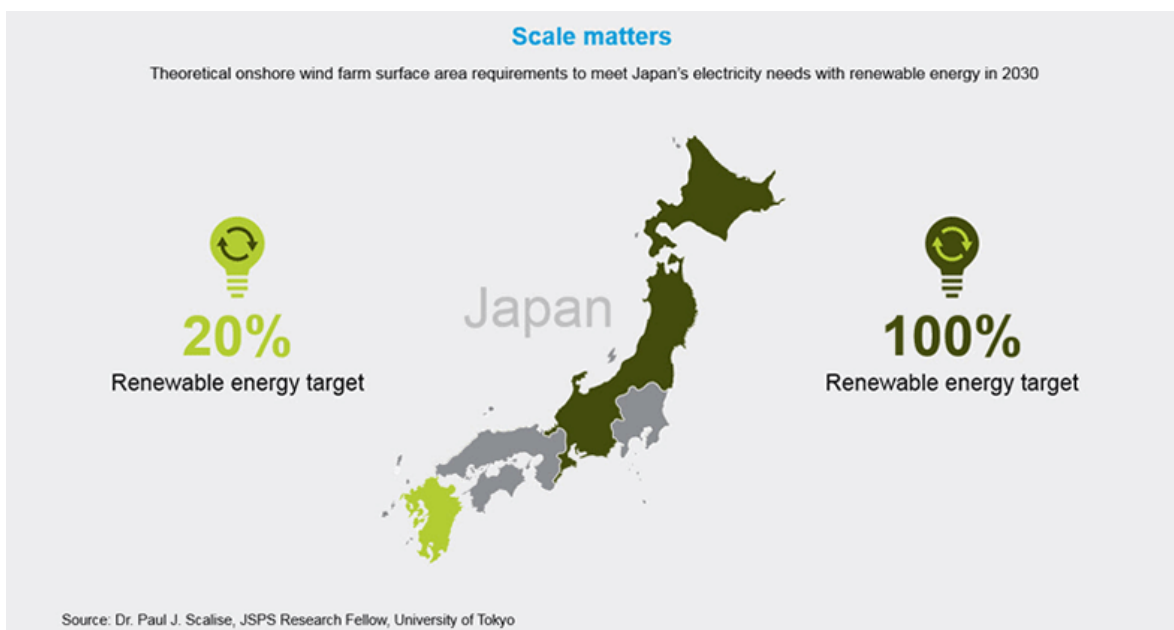 Scale matters
Theoretical onshore wind farm surface area requirements to meet Japan's electricity needs with renewable energy in 2030
Japan
20%
Renewable energy target
100%
Renewable energy target
Source: Dr. Paul J. Scalise, JSPS Research Fellow, University of Tokyo